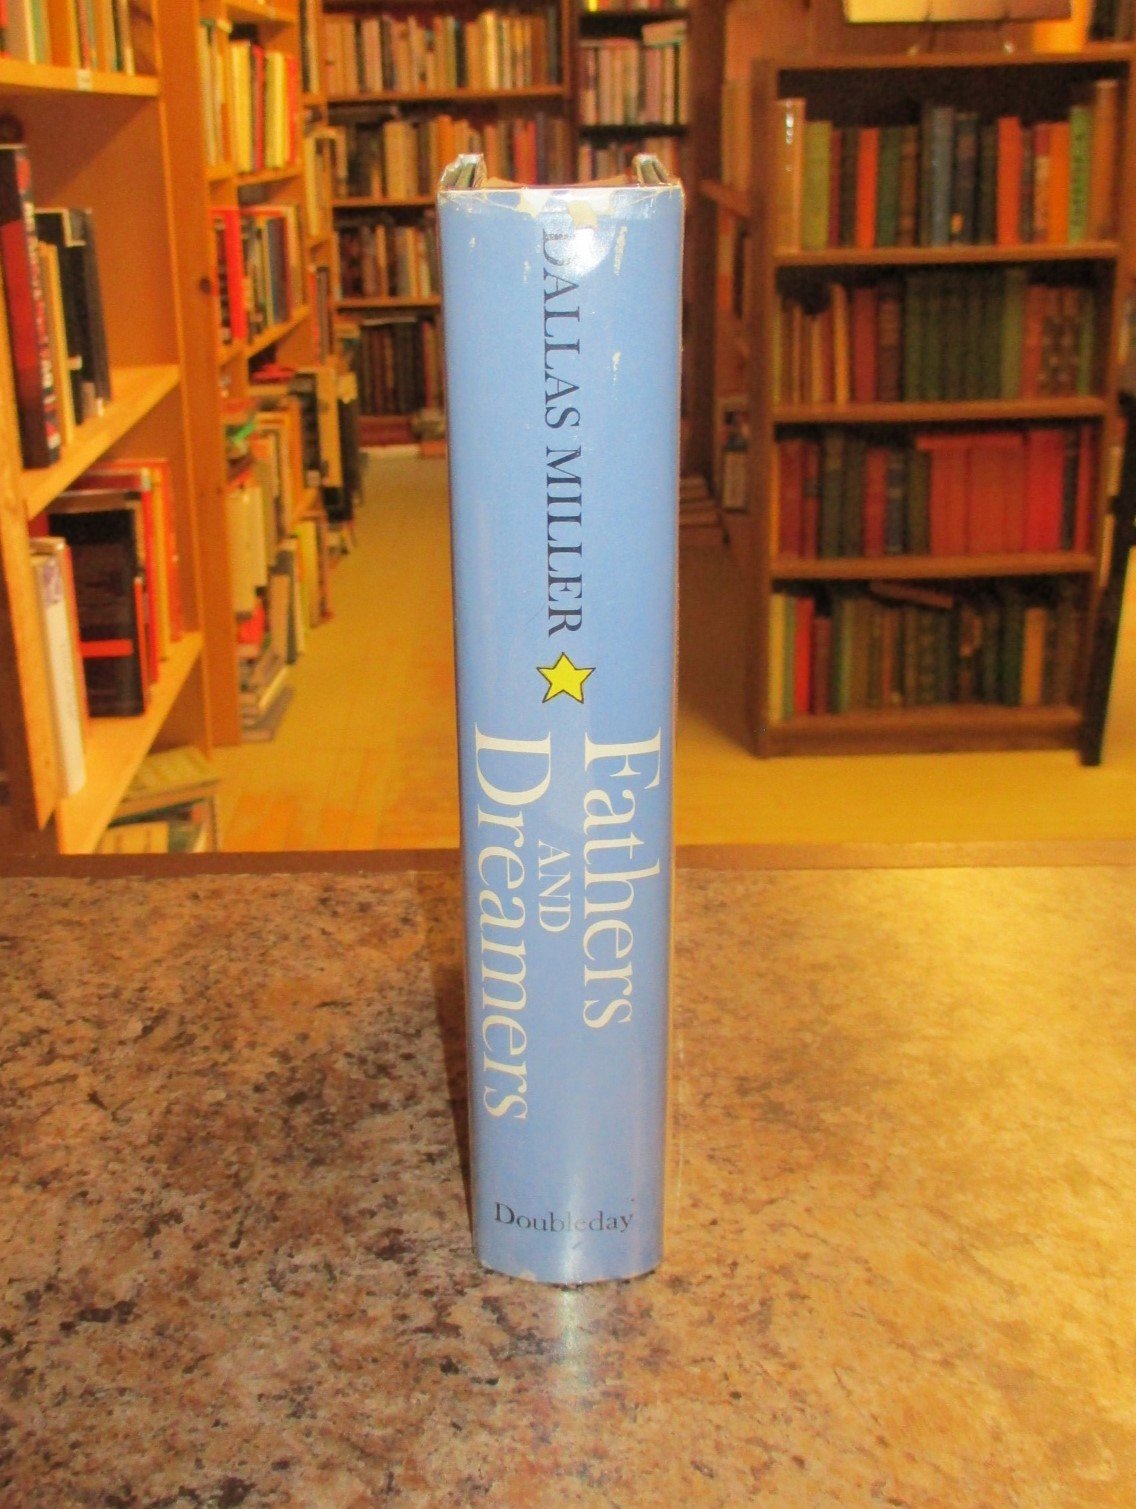 DALLAS MILLER
Fathers
AND
Dreamers
Doubleday